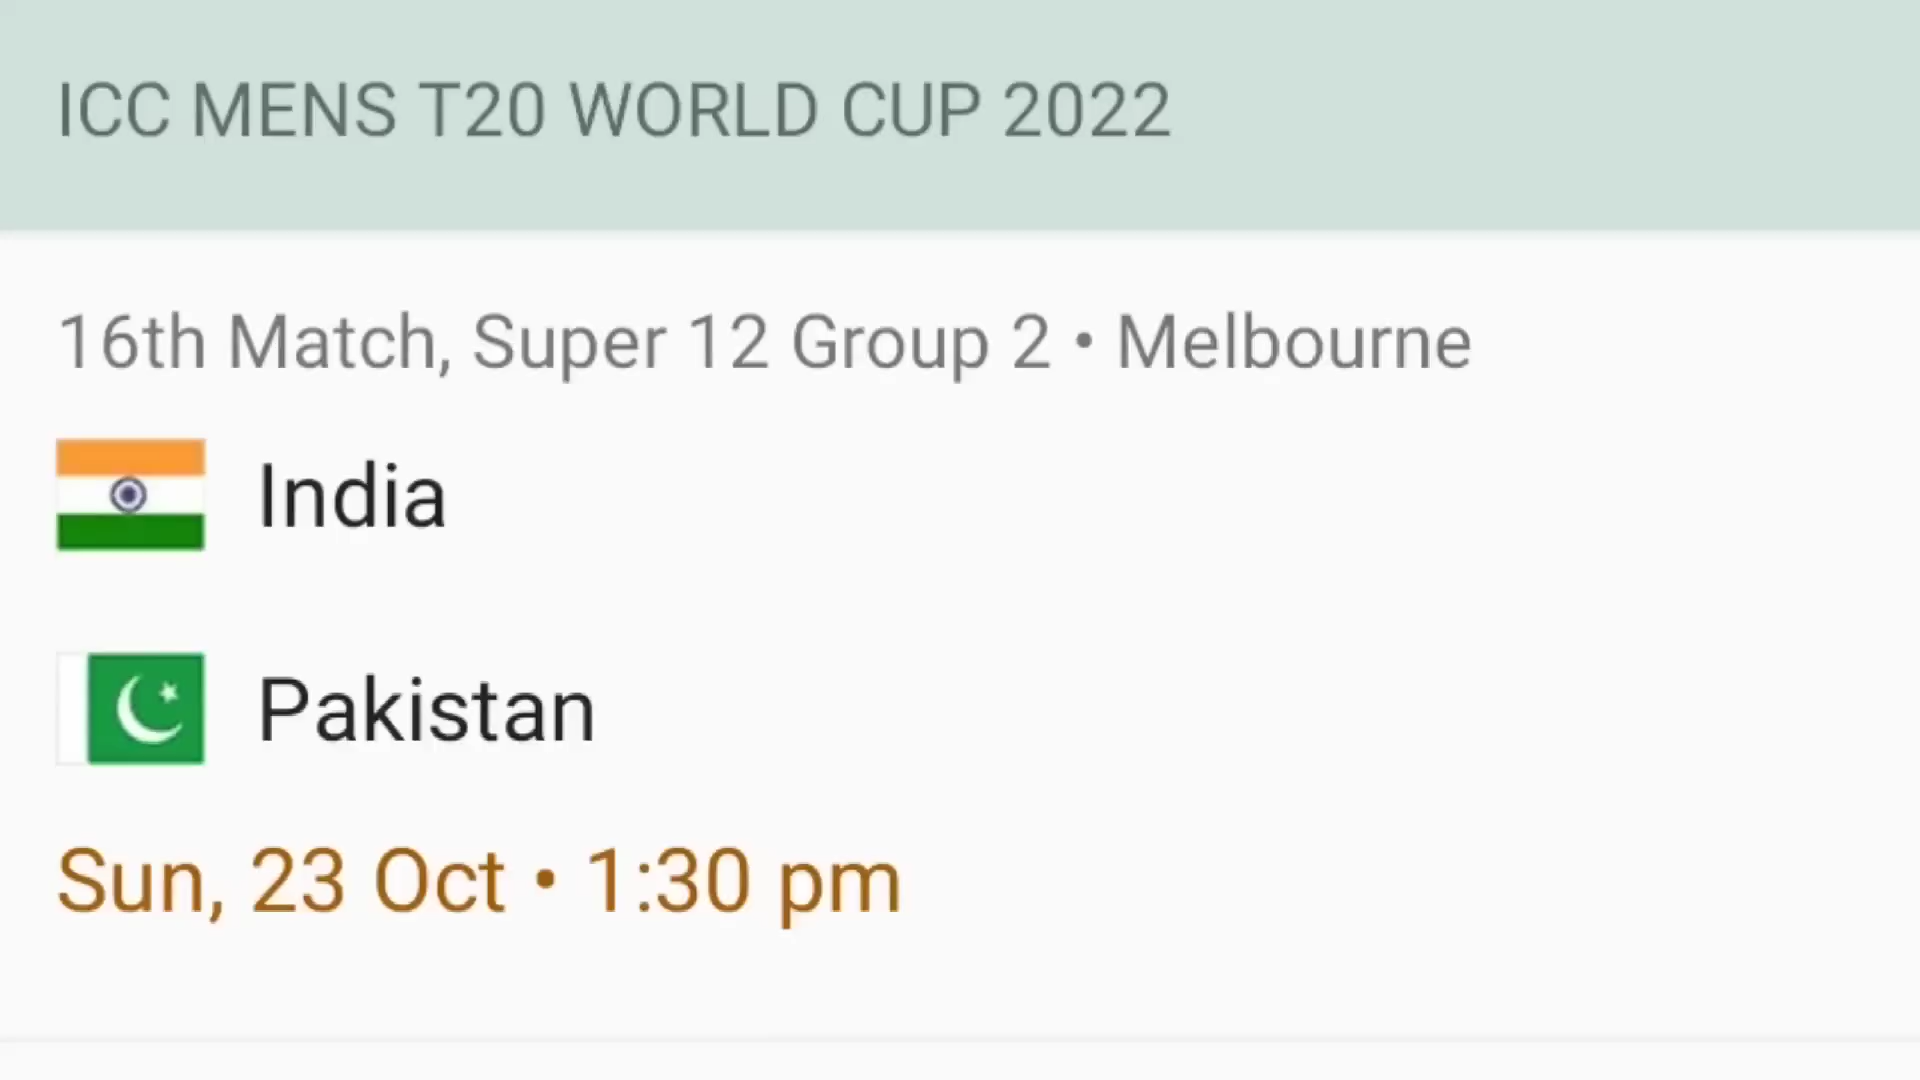 ICC MENS T20 WORLD CUP 2022
16th Match, Super 12 Group 2 • Melbourne
India
Pakistan
Sun, 23 Oct • 1:30 pm